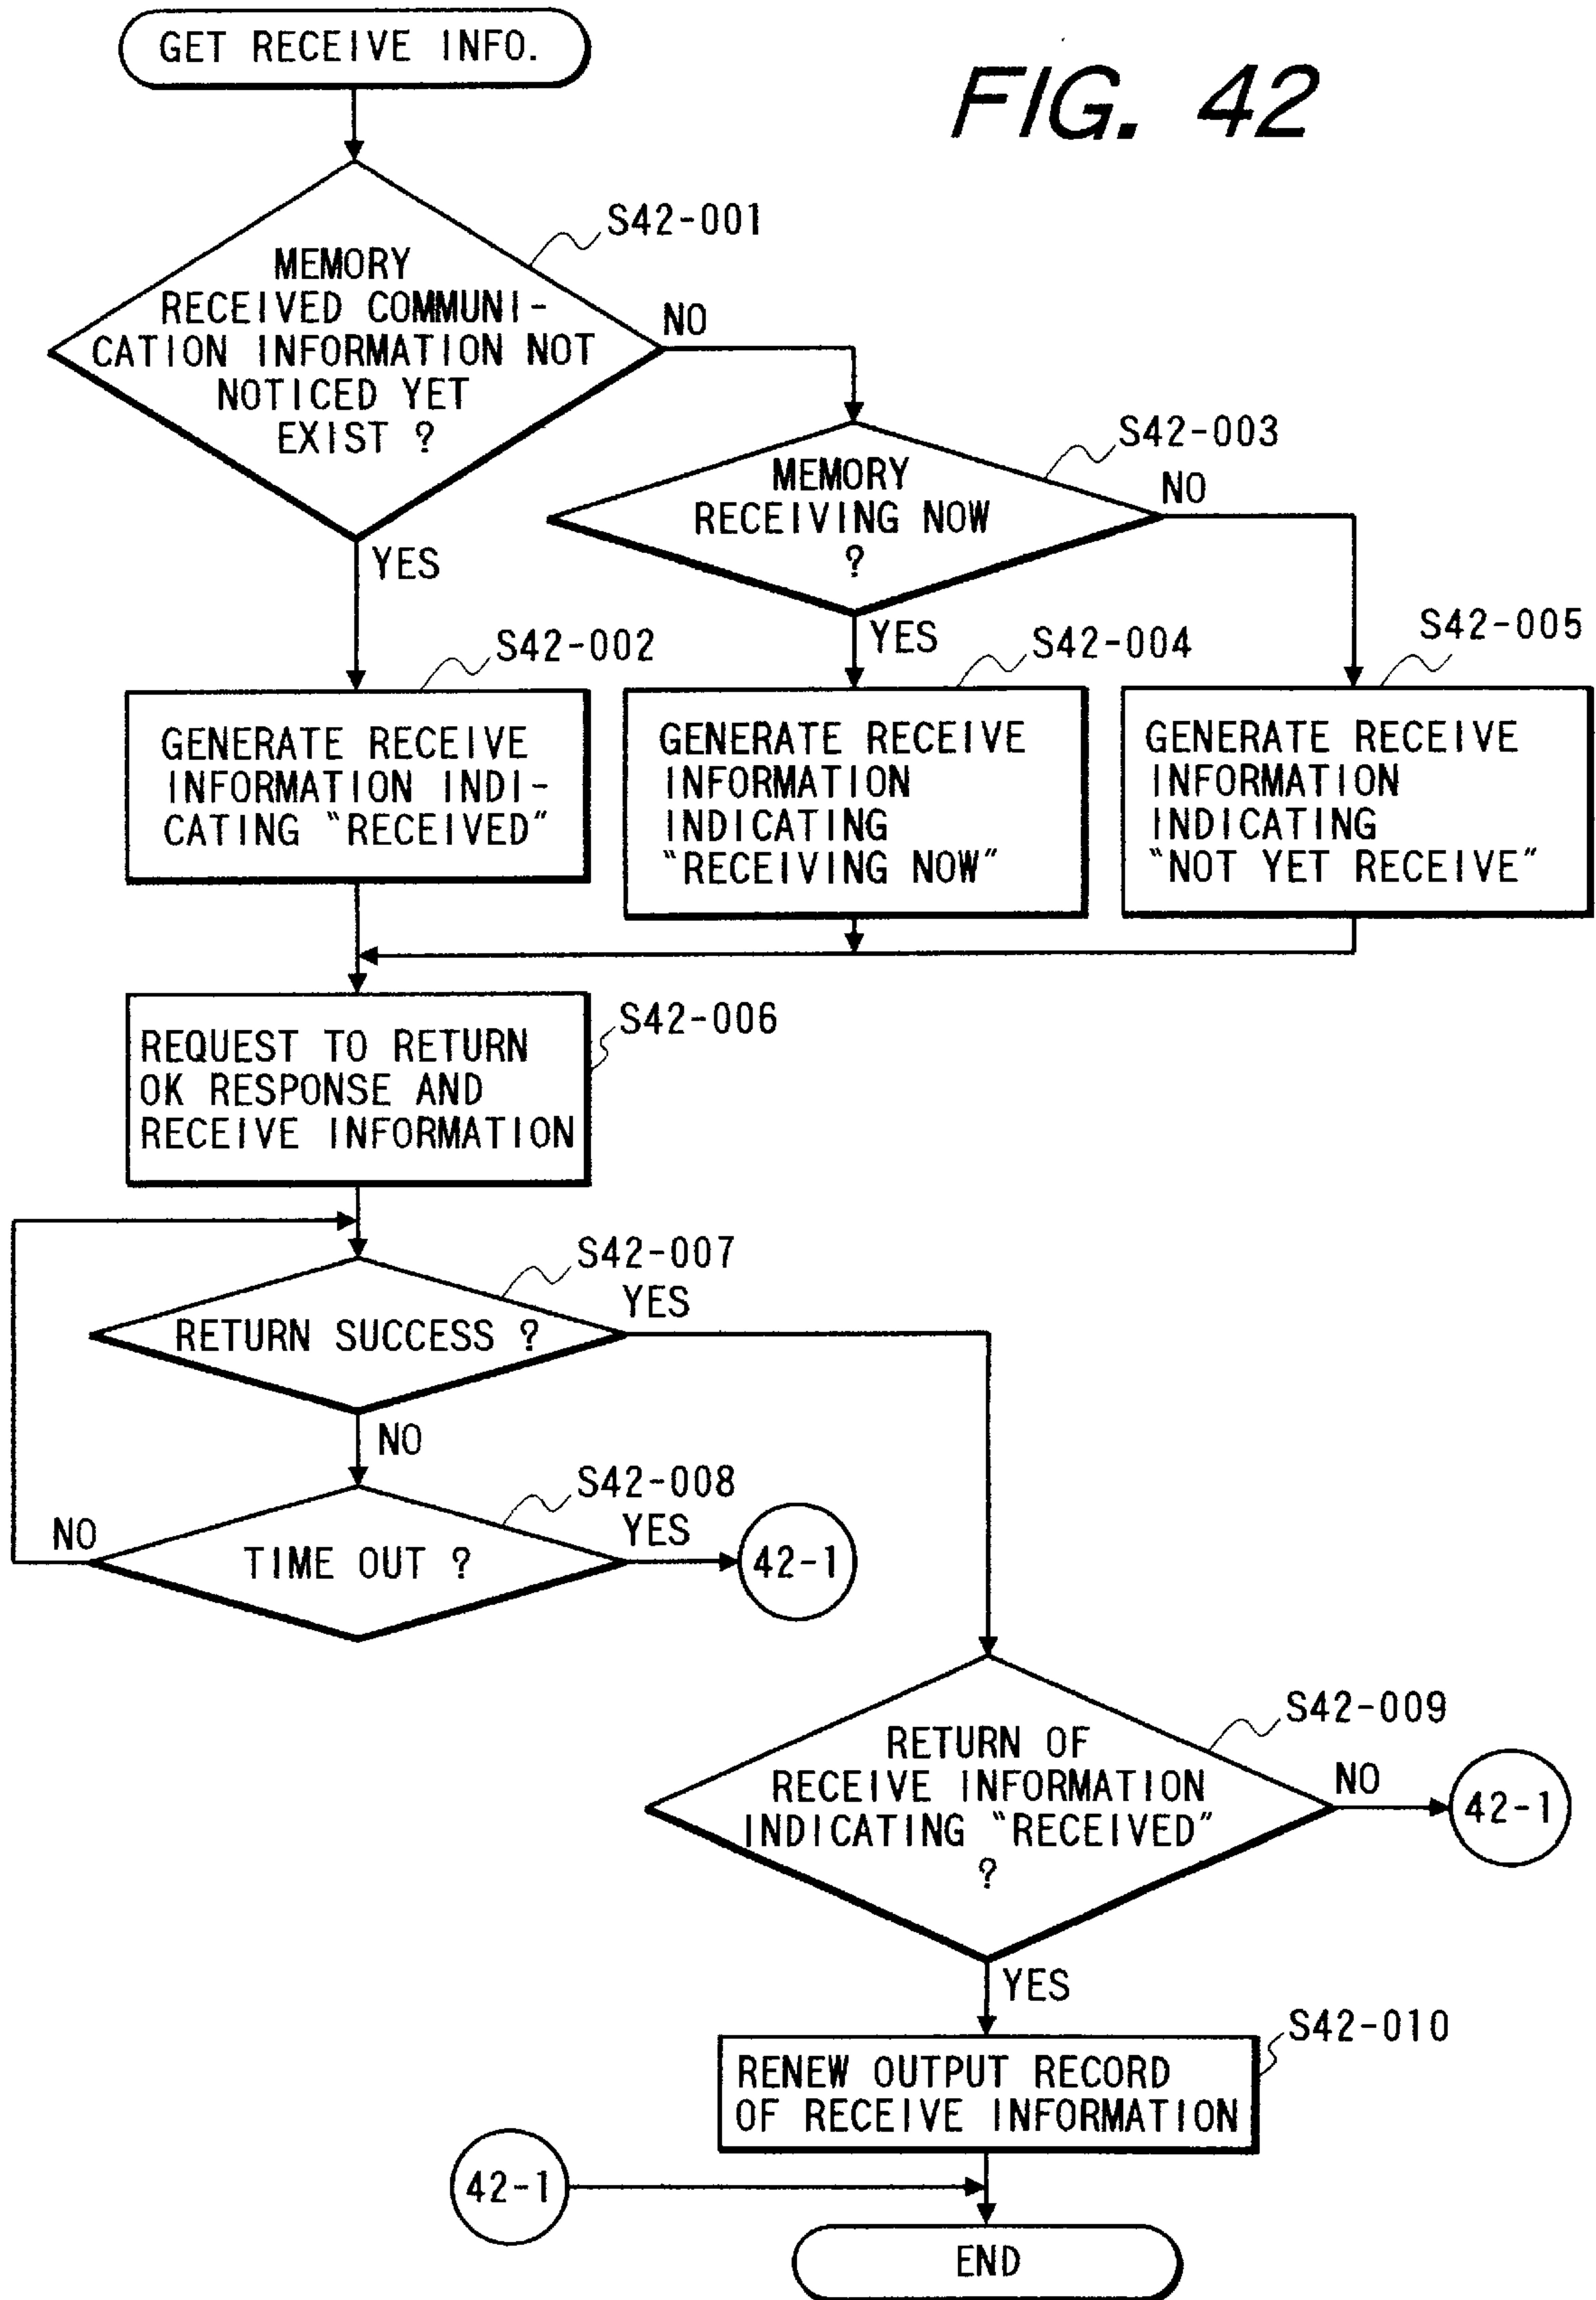 GET RECEIVE INFO.
FIG. 42
S42-001
MEMORY
RECEIVED COMMUNI-
CATION INFORMATION NOT
NOTICED YET
EXIST ?
NO
YES
S42-003
MEMORY
RECEIVING NOW
?
NO
YES
S42-002
GENERATE RECEIVE
INFORMATION INDI-
CATING "RECEIVED"
S42-004
GENERATE RECEIVE
INFORMATION
INDICATING
"RECEIVING NOW"
S42-005
GENERATE RECEIVE
INFORMATION
INDICATING
"NOT YET RECEIVE"
S42-006
REQUEST TO RETURN
OK RESPONSE AND
RECEIVE INFORMATION
S42-007
RETURN SUCCESS ?
YES
NO
S42-008
TIME OUT ?
NO
YES
42-1
S42-009
RETURN OF
RECEIVE INFORMATION
INDICATING "RECEIVED"
?
NO
42-1
YES
S42-010
RENEW OUTPUT RECORD
OF RECEIVE INFORMATION
42-1
END